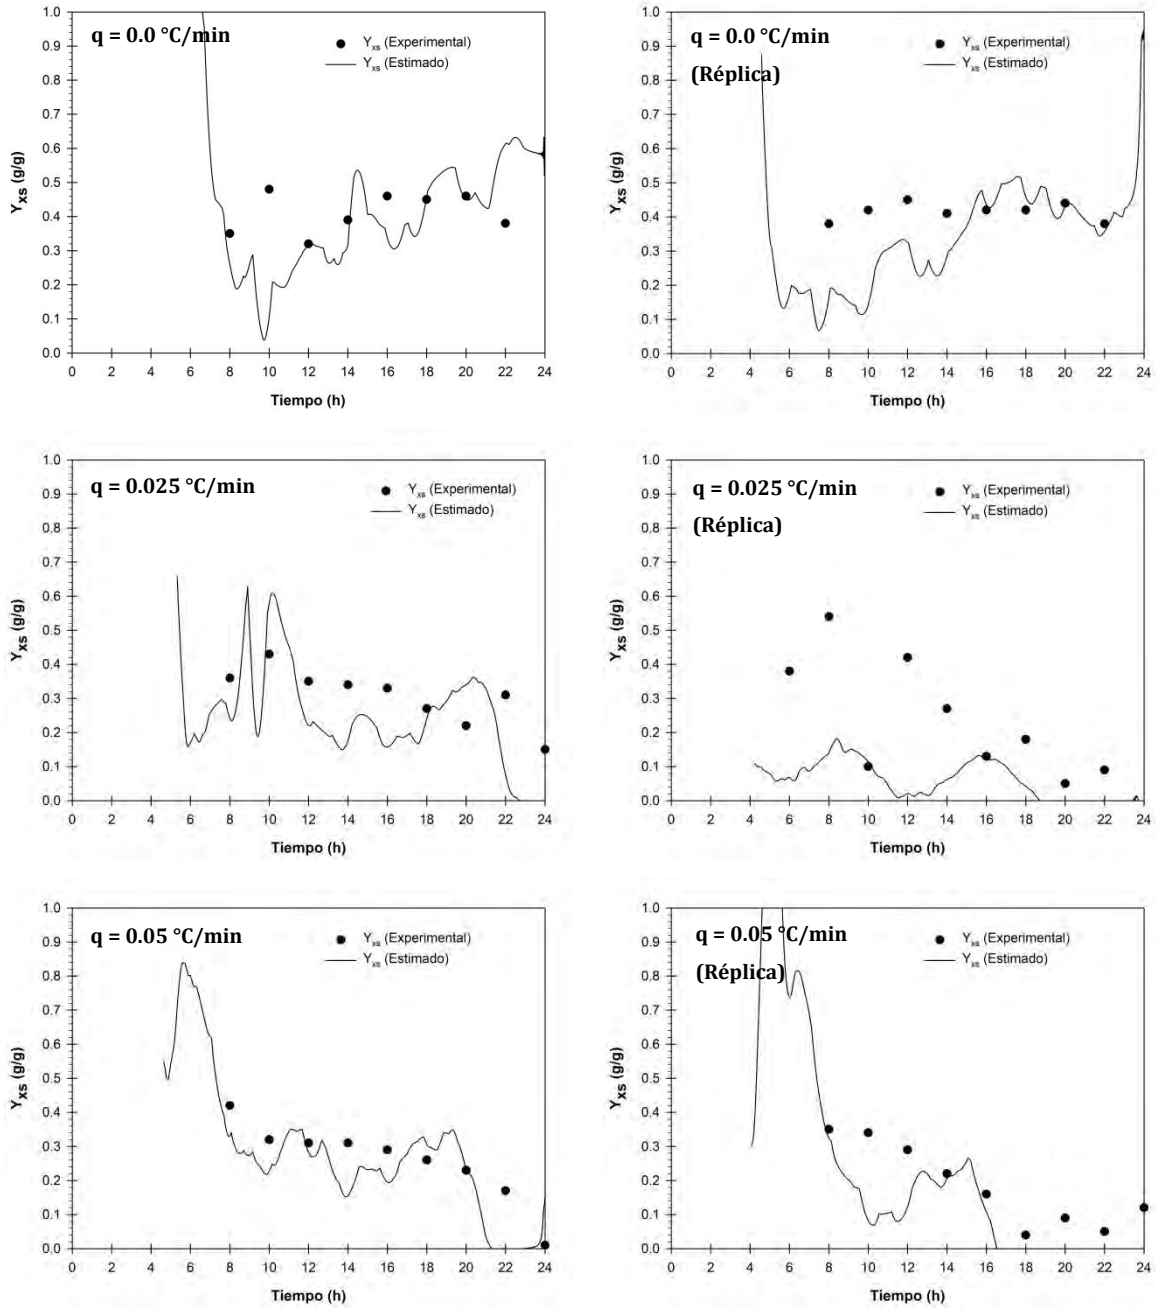 q = 0.0 °C/min
Yxs (Experimental)
Yxs (Estimado)
1.0
0.9
0.8
0.7
0.6
0.5
0.4
0.3
0.2
0.1
0.0
Yxs (g/g)
0 2 4 6 8 10 12 14 16 18 20 22 24
Tiempo (h)
q = 0.0 °C/min
(Réplica)
Yxs (Experimental)
Yxs (Estimado)
1.0
0.9
0.8
0.7
0.6
0.5
0.4
0.3
0.2
0.1
0.0
Yxs (g/g)
0 2 4 6 8 10 12 14 16 18 20 22 24
Tiempo (h)
q = 0.025 °C/min
Yxs (Experimental)
Yxs (Estimado)
1.0
0.9
0.8
0.7
0.6
0.5
0.4
0.3
0.2
0.1
0.0
Yxs (g/g)
0 2 4 6 8 10 12 14 16 18 20 22 24
Tiempo (h)
q = 0.025 °C/min
(Réplica)
Yxs (Experimental)
Yxs (Estimado)
1.0
0.9
0.8
0.7
0.6
0.5
0.4
0.3
0.2
0.1
0.0
Yxs (g/g)
0 2 4 6 8 10 12 14 16 18 20 22 24
Tiempo (h)
q = 0.05 °C/min
Yxs (Experimental)
Yxs (Estimado)
1.0
0.9
0.8
0.7
0.6
0.5
0.4
0.3
0.2
0.1
0.0
Yxs (g/g)
0 2 4 6 8 10 12 14 16 18 20 22 24
Tiempo (h)
q = 0.05 °C/min
(Réplica)
Yxs (Experimental)
Yxs (Estimado)
1.0
0.9
0.8
0.7
0.6
0.5
0.4
0.3
0.2
0.1
0.0
Yxs (g/g)
0 2 4 6 8 10 12 14 16 18 20 22 24
Tiempo (h)